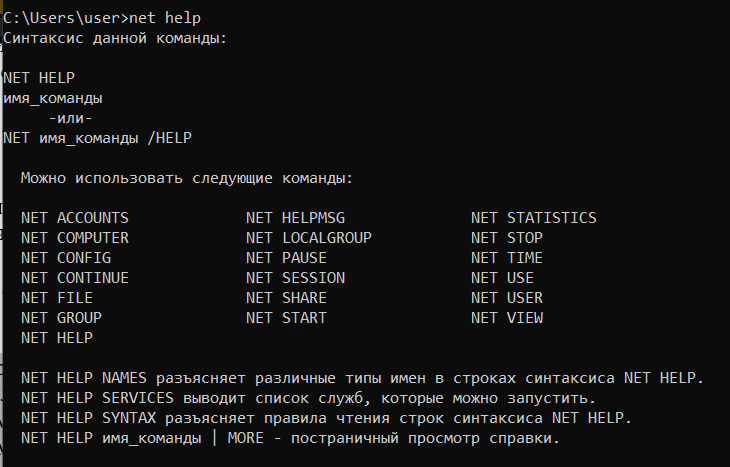 C:\Users\user>net help
Синтаксис данной команды:
NET HELP
имя_команды
-или-
NET имя_команды /HELP
Можно использовать следующие команды:
NET ACCOUNTS NET HELPMSG NET STATISTICS
NET COMPUTER NET LOCALGROUP NET STOP
NET CONFIG NET PAUSE NET TIME
NET CONTINUE NET SESSION NET USE
NET FILE NET SHARE NET USER
NET GROUP NET START NET VIEW
NET HELP
NET HELP NAMES разъясняет различные типы имен в строках синтаксиса NET HELP.
NET HELP SERVICES выводит список служб, которые можно запустить.
NET HELP SYNTAX разъясняет правила чтения строк синтаксиса NET HELP.
NET HELP имя_команды | MORE - постраничный просмотр справки.